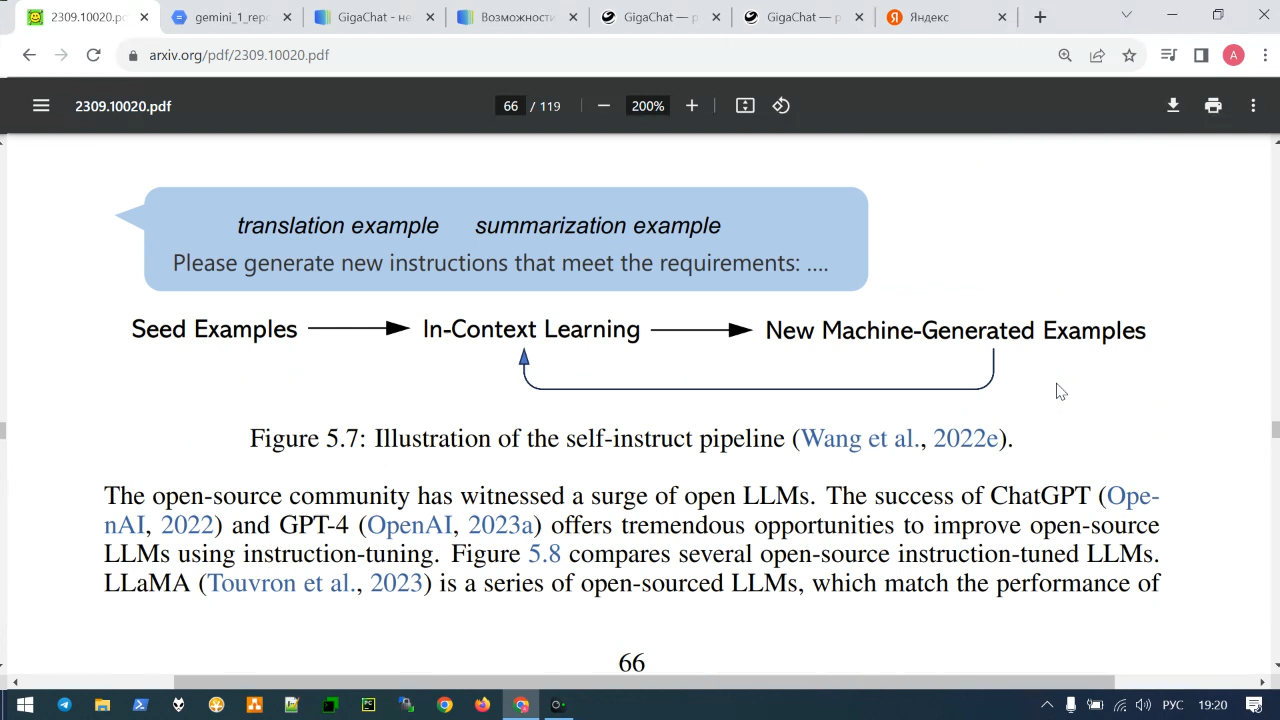 2309.10020.pdf
gemini_1_repo
GigaChat - не
Возможности
GigaChat — р
GigaChat — р
Яндекс
arxiv.org/pdf/2309.10020.pdf
A
2309.10020.pdf
66 / 119
200%
translation example summarization example
Please generate new instructions that meet the requirements: ....
Seed Examples In-Context Learning New Machine-Generated Examples
Figure 5.7: Illustration of the self-instruct pipeline (Wang et al., 2022e).
The open-source community has witnessed a surge of open LLMs. The success of ChatGPT (Ope-
nAI, 2022) and GPT-4 (OpenAI, 2023a) offers tremendous opportunities to improve open-source
LLMs using instruction-tuning. Figure 5.8 compares several open-source instruction-tuned LLMs.
LLaMA (Touvron et al., 2023) is a series of open-sourced LLMs, which match the performance of
66
РУС 19:20